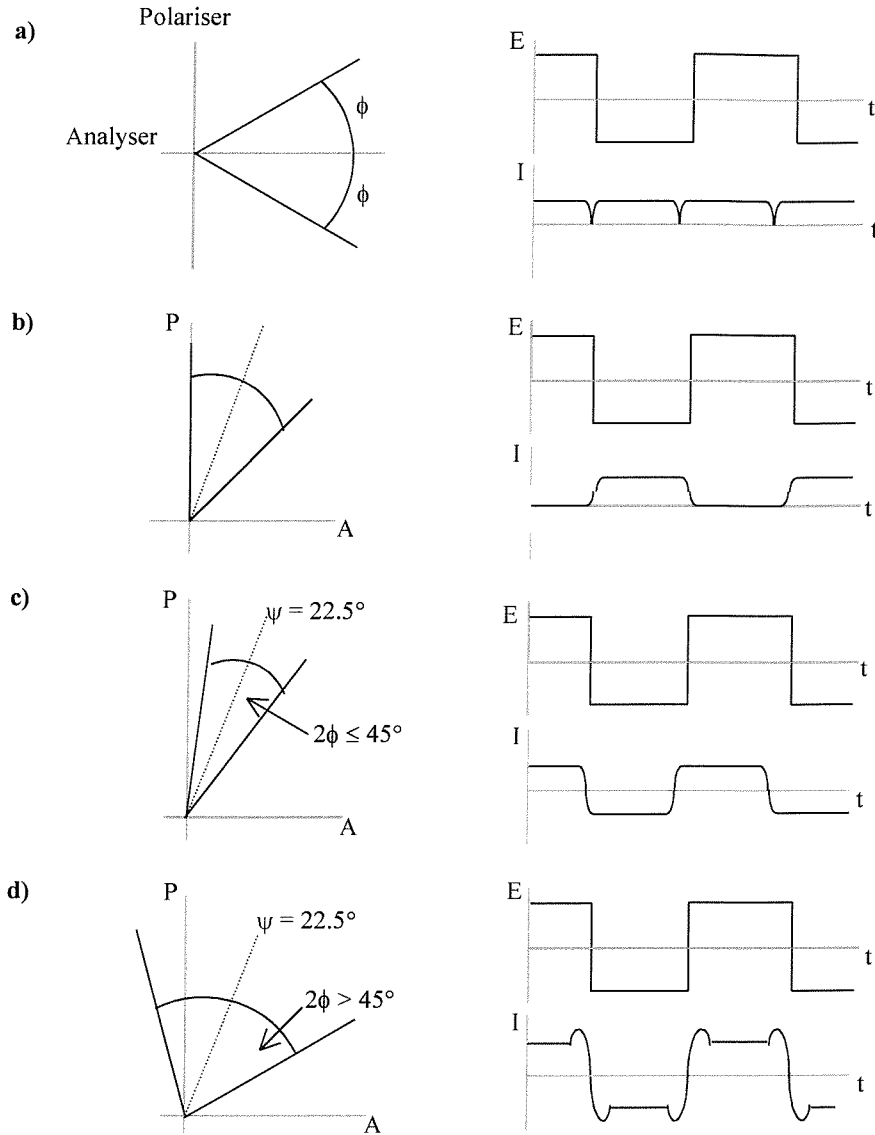 a)
Polariser
Analyser
ϕ
ϕ
E
t
I
t
b)
P
A
E
t
I
t
c)
P
ψ = 22.5°
2ϕ ≤ 45°
A
E
t
I
t
d)
P
ψ = 22.5°
2ϕ > 45°
A
E
t
I
t